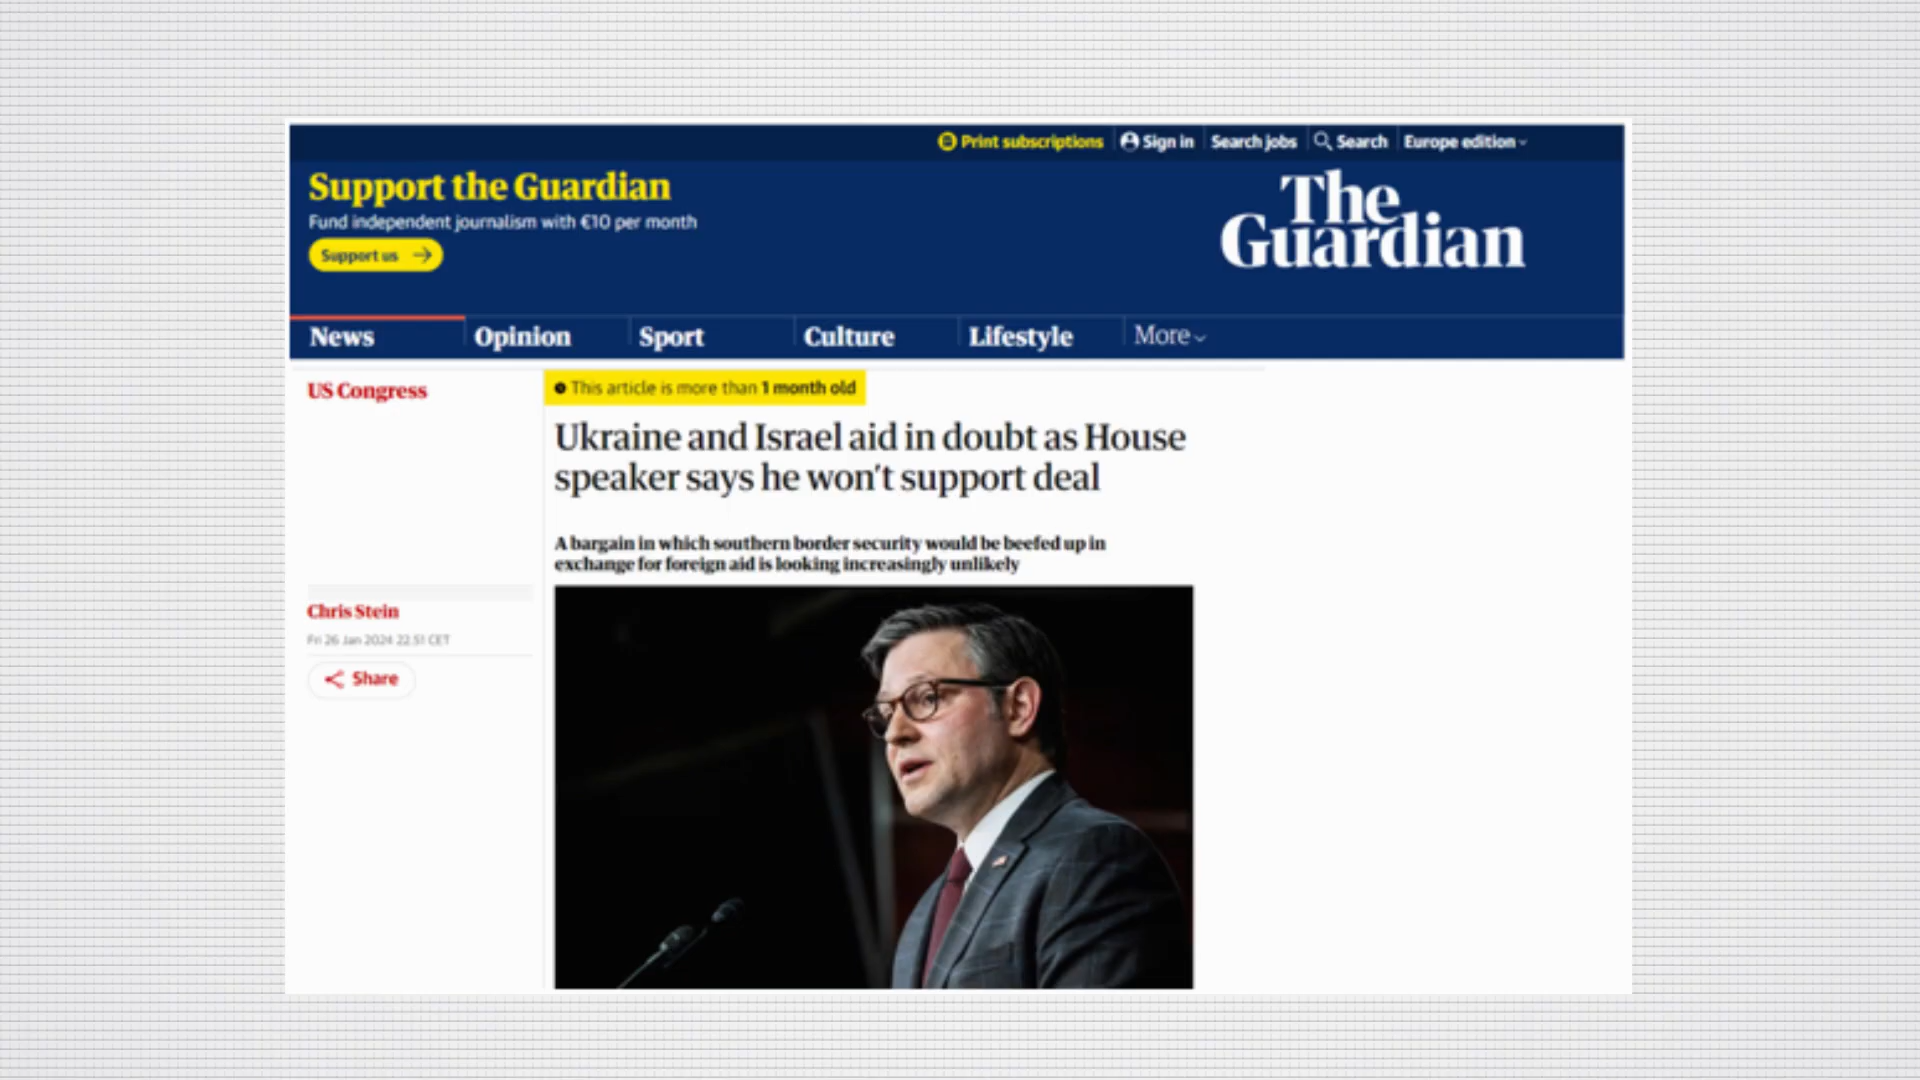 Print subscriptions
Sign in
Search jobs
Search
Europe edition
Support the Guardian
Fund independent journalism with €10 per month
Support us
The
Guardian
News
Opinion
Sport
Culture
Lifestyle
More
US Congress
This article is more than 1 month old
Ukraine and Israel aid in doubt as House
speaker says he won't support deal
A bargain in which southern border security would be beefed up in
exchange for foreign aid is looking increasingly unlikely
Chris Stein
Fri 26 Jan 2024 22.51 CET
Share